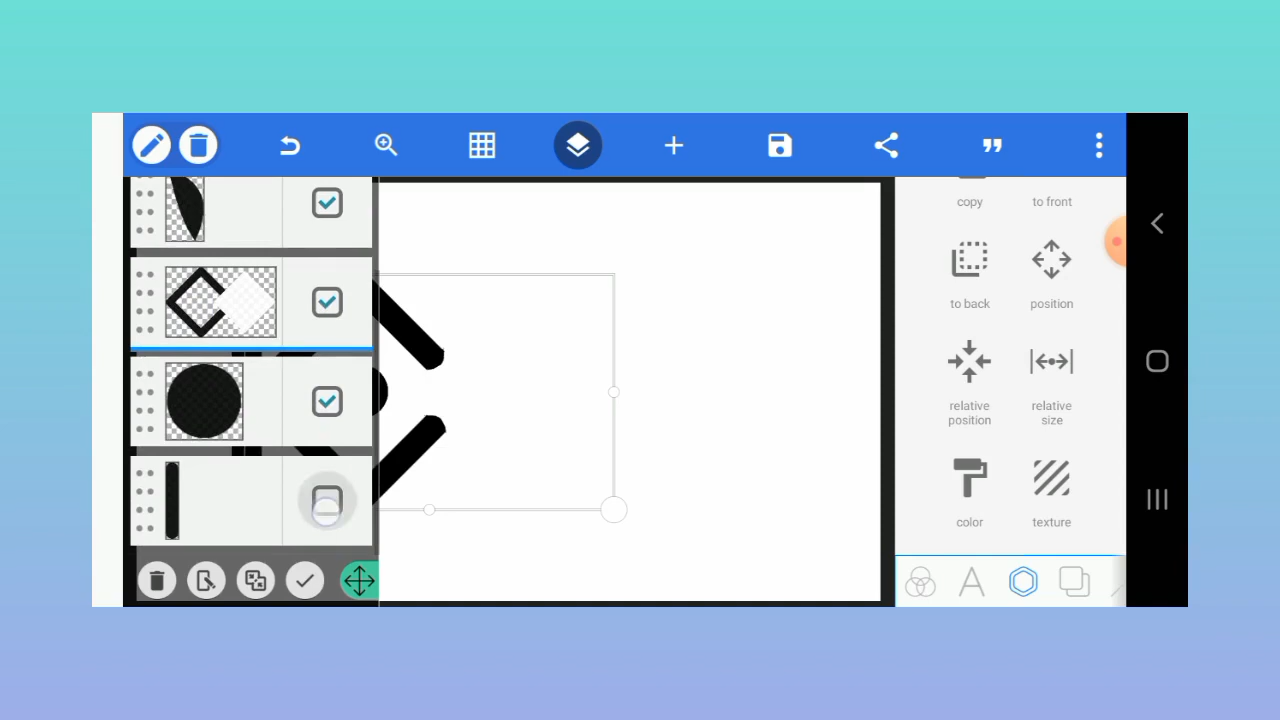 copy
to front
to back
position
relative
position
relative
size
color
texture